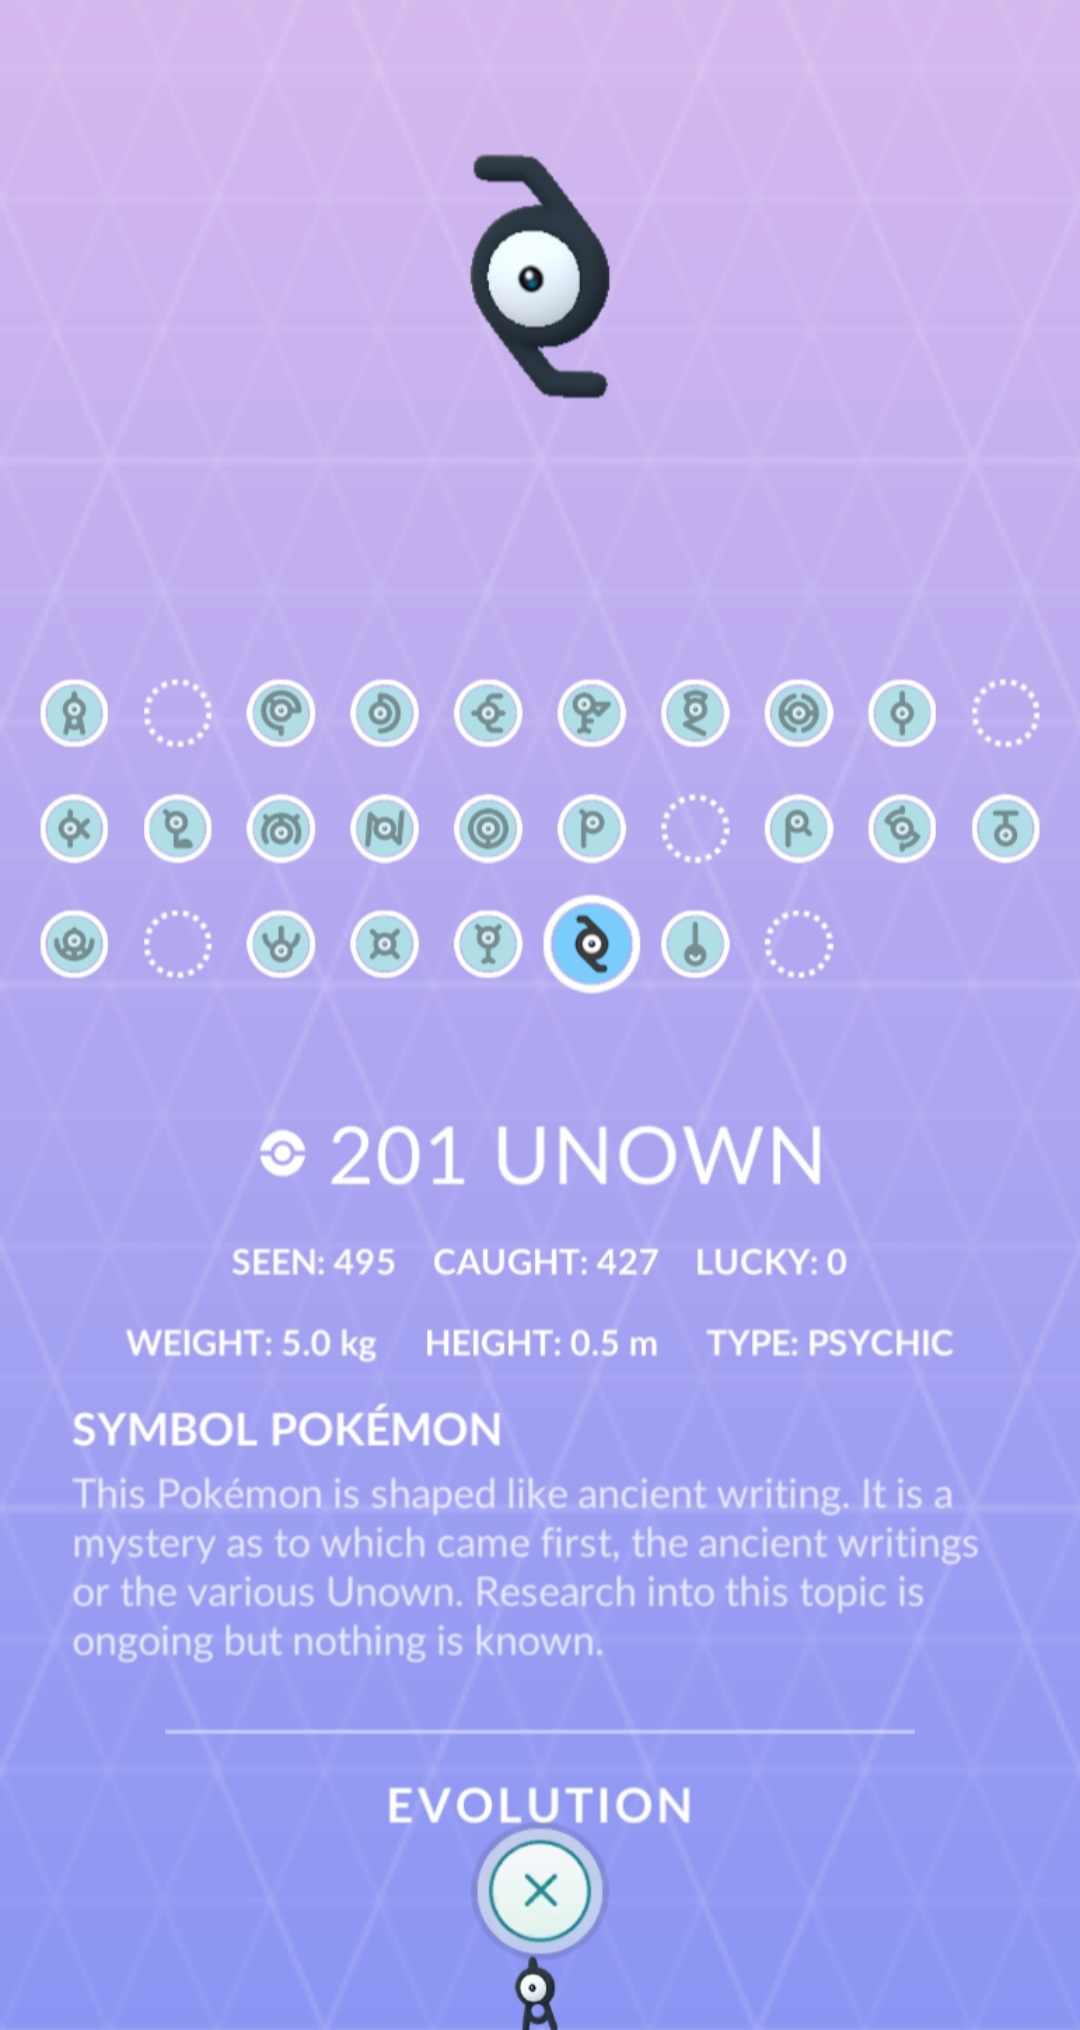 201 UNOWN
SEEN: 495 CAUGHT: 427 LUCKY: 0
WEIGHT: 5.0 kg HEIGHT: 0.5 m TYPE: PSYCHIC
SYMBOL POKÉMON
This Pokémon is shaped like ancient writing. It is a
mystery as to which came first, the ancient writings
or the various Unown. Research into this topic is
ongoing but nothing is known.
EVOLUTION